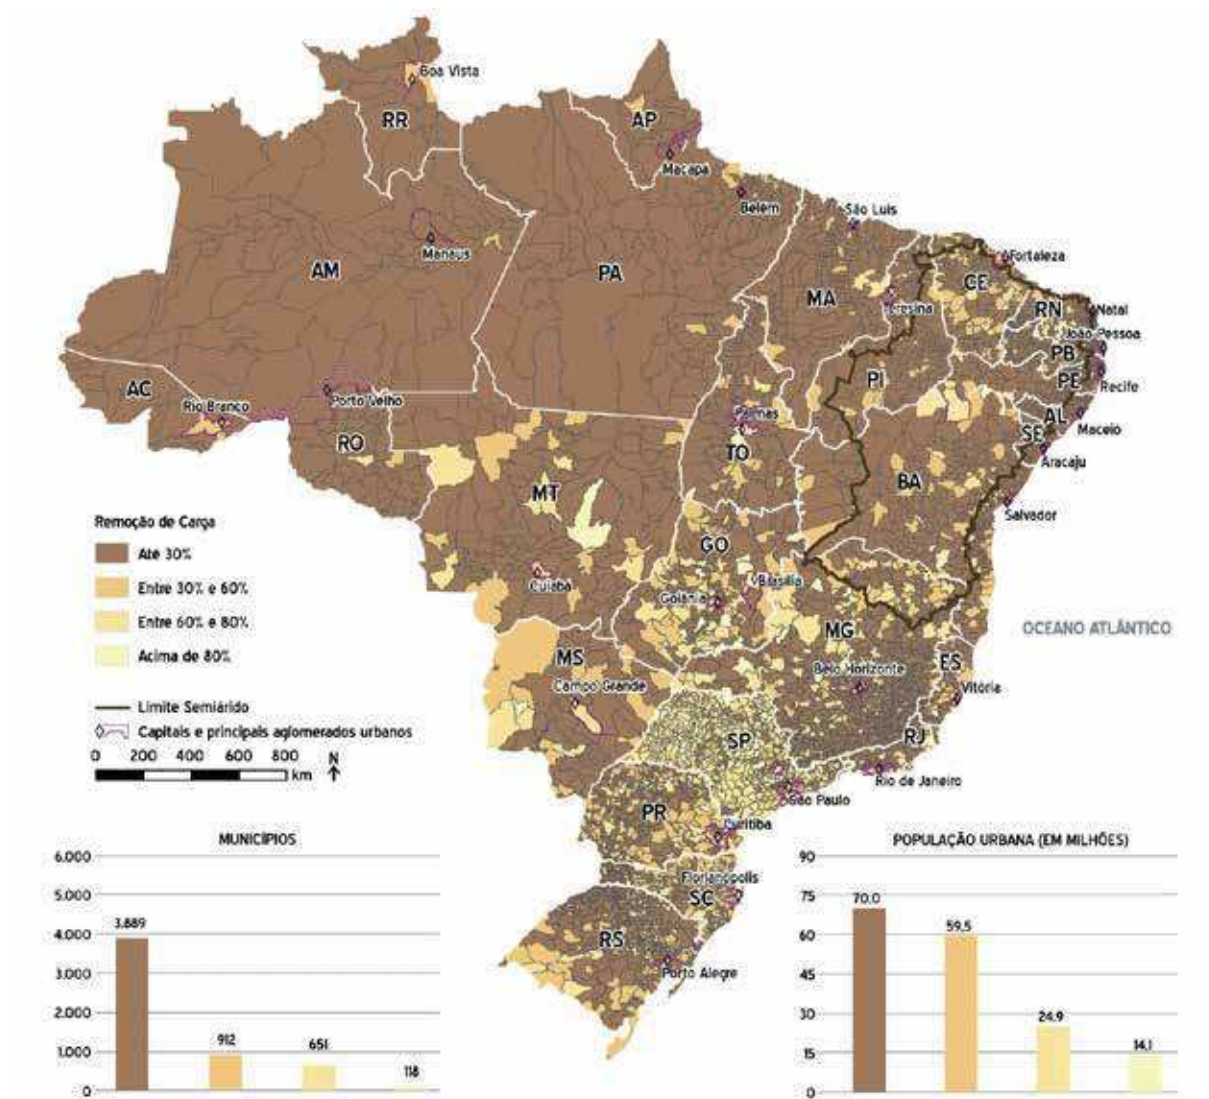 Boa Vista
RR
AP
Macapá
Belém
São Luis
Manaus
AM
PA
MA
Teresina
CE
Fortaleza
RN
Natal
João Pessoa
PB
PI
PE
Recife
AC
Rio Branco
Porto Velho
RO
Palmas
TO
AL
SE
Maceió
Aracaju
BA
Salvador
MT
Cuiabá
GO
Goiânia
Brasília
MG
Belo Horizonte
ES
Vitória
OCEANO ATLÂNTICO
MS
Campo Grande
SP
RJ
Rio de Janeiro
São Paulo
PR
Curitiba
Florianópolis
SC
RS
Porto Alegre
Remoção de Carga
Até 30%
Entre 30% e 60%
Entre 60% e 80%
Acima de 80%
Limite Semiárido
Capitais e principais aglomerados urbanos
0 200 400 600 800 km N
MUNICÍPIOS
6.000
5.000
4.000
3.000
2.000
1.000
0
3.889
912
651
118
POPULAÇÃO URBANA (EM MILHÕES)
90
75
60
45
30
15
0
70,0
59,5
24,9
14,1